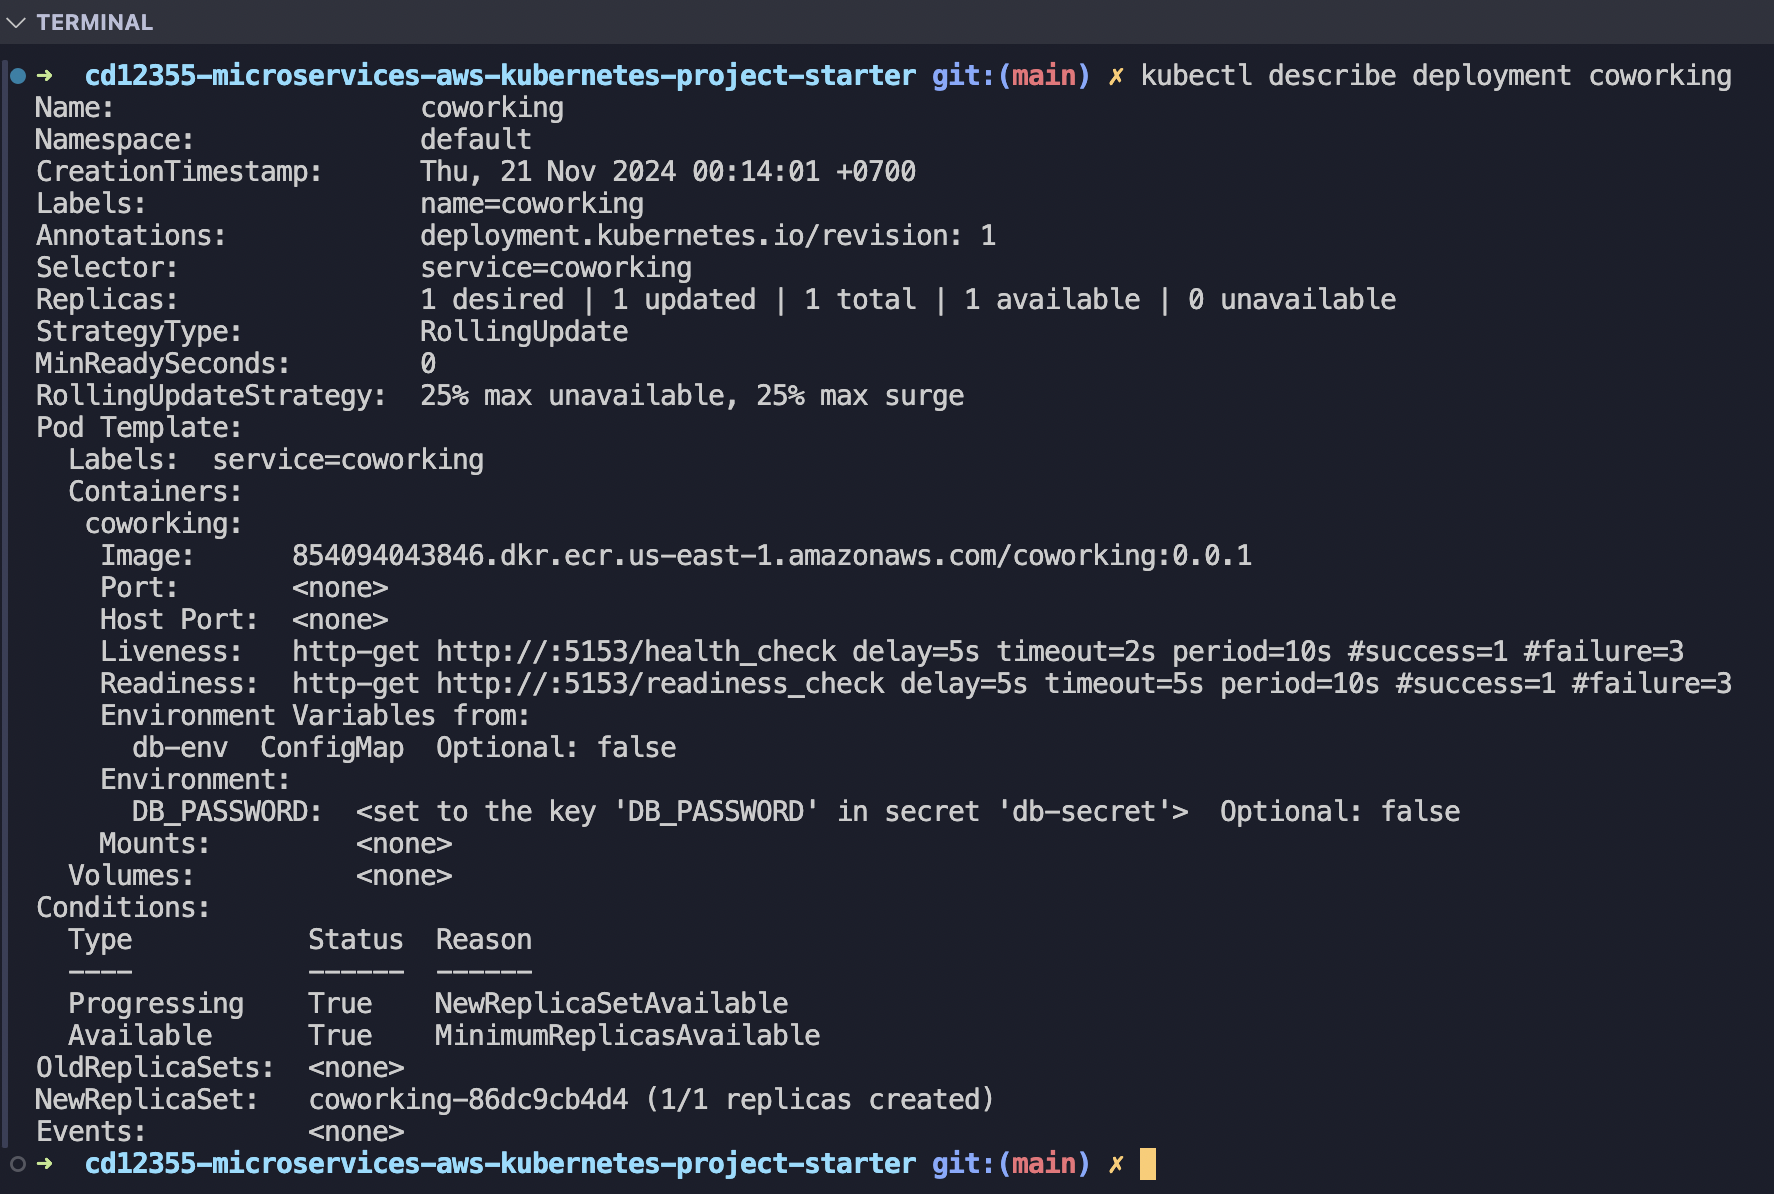 TERMINAL
➜  cd12355-microservices-aws-kubernetes-project-starter git:(main) ✗ kubectl describe deployment coworking
Name:                   coworking
Namespace:              default
CreationTimestamp:      Thu, 21 Nov 2024 00:14:01 +0700
Labels:                 name=coworking
Annotations:            deployment.kubernetes.io/revision: 1
Selector:               service=coworking
Replicas:               1 desired | 1 updated | 1 total | 1 available | 0 unavailable
StrategyType:           RollingUpdate
MinReadySeconds:        0
RollingUpdateStrategy:  25% max unavailable, 25% max surge
Pod Template:
  Labels:  service=coworking
  Containers:
   coworking:
    Image:      854094043846.dkr.ecr.us-east-1.amazonaws.com/coworking:0.0.1
    Port:       <none>
    Host Port:  <none>
    Liveness:   http-get http://:5153/health_check delay=5s timeout=2s period=10s #success=1 #failure=3
    Readiness:  http-get http://:5153/readiness_check delay=5s timeout=5s period=10s #success=1 #failure=3
    Environment Variables from:
      db-env  ConfigMap  Optional: false
    Environment:
      DB_PASSWORD:  <set to the key 'DB_PASSWORD' in secret 'db-secret'>  Optional: false
    Mounts:         <none>
  Volumes:          <none>
Conditions:
  Type           Status  Reason
  ----           ------  ------
  Progressing    True    NewReplicaSetAvailable
  Available      True    MinimumReplicasAvailable
OldReplicaSets:  <none>
NewReplicaSet:   coworking-86dc9cb4d4 (1/1 replicas created)
Events:          <none>
➜  cd12355-microservices-aws-kubernetes-project-starter git:(main) ✗